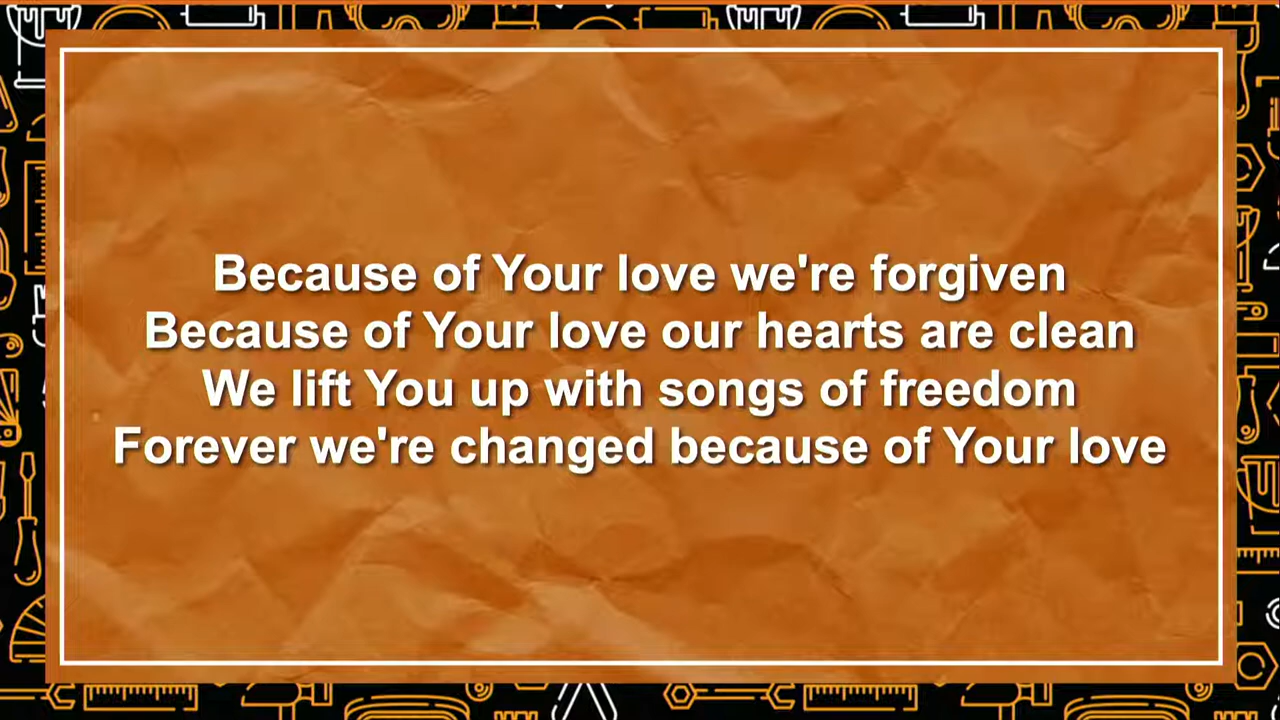 Because of Your love we're forgiven
Because of Your love our hearts are clean
We lift You up with songs of freedom
Forever we're changed because of Your love